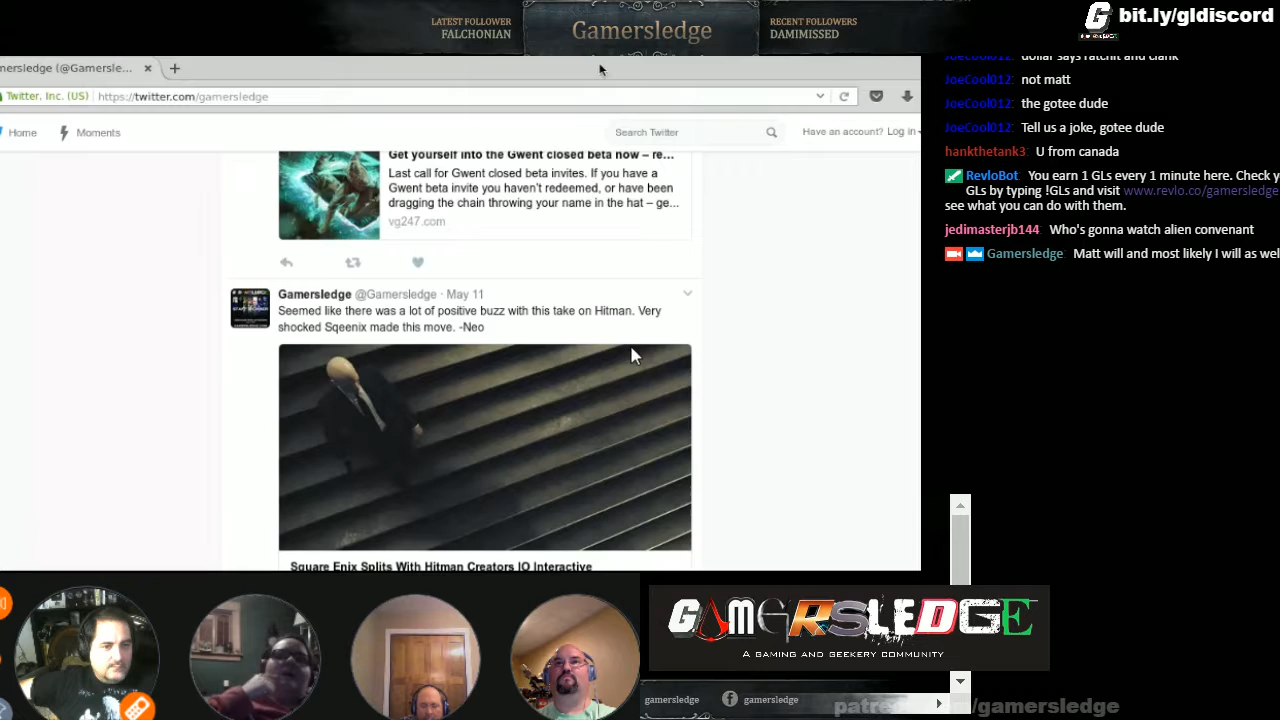 LATEST FOLLOWER
FALCHONIAN
Gamersledge
RECENT FOLLOWERS
DAMIMISSED
bit.ly/gldiscord
mersledge (@Gamersle...
Twitter, Inc. (US)
https://twitter.com/gamersledge
Home
Moments
Search Twitter
Have an account? Log in
Get yourself into the Gwent closed beta now – re...
Last call for Gwent closed beta invites. If you have a
Gwent beta invite you haven't redeemed, or have been
dragging the chain throwing your name in the hat – ge...
vg247.com
Gamersledge @Gamersledge · May 11
Seemed like there was a lot of positive buzz with this take on Hitman. Very
shocked Sqeenix made this move. -Neo
Square Enix Splits With Hitman Creators IO Interactive
JoeCool012: dollar says ratchit and clank
JoeCool012: not matt
JoeCool012: the gotee dude
JoeCool012: Tell us a joke, gotee dude
hankthetank3: U from canada
RevloBot: You earn 1 GLs every 1 minute here. Check y
GLs by typing !GLs and visit www.revlo.co/gamersledge
see what you can do with them.
jedimasterjb144: Who's gonna watch alien convenant
Gamersledge: Matt will and most likely I will as wel
GAMERSLEDGE
A GAMING AND GEEKERY COMMUNITY
gamersledge
gamersledge
/gamersledge